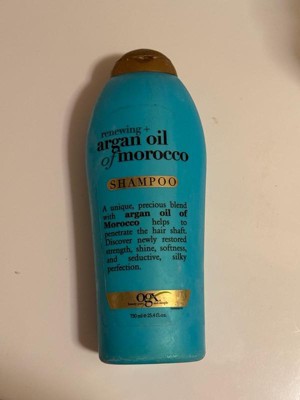 renewing +
argan oil
of morocco
SHAMPOO
A unique, precious blend
with argan oil of
Morocco helps to
penetrate the hair shaft.
Discover newly restored
strength, shine, softness,
and seductive, silky
perfection.
ogx